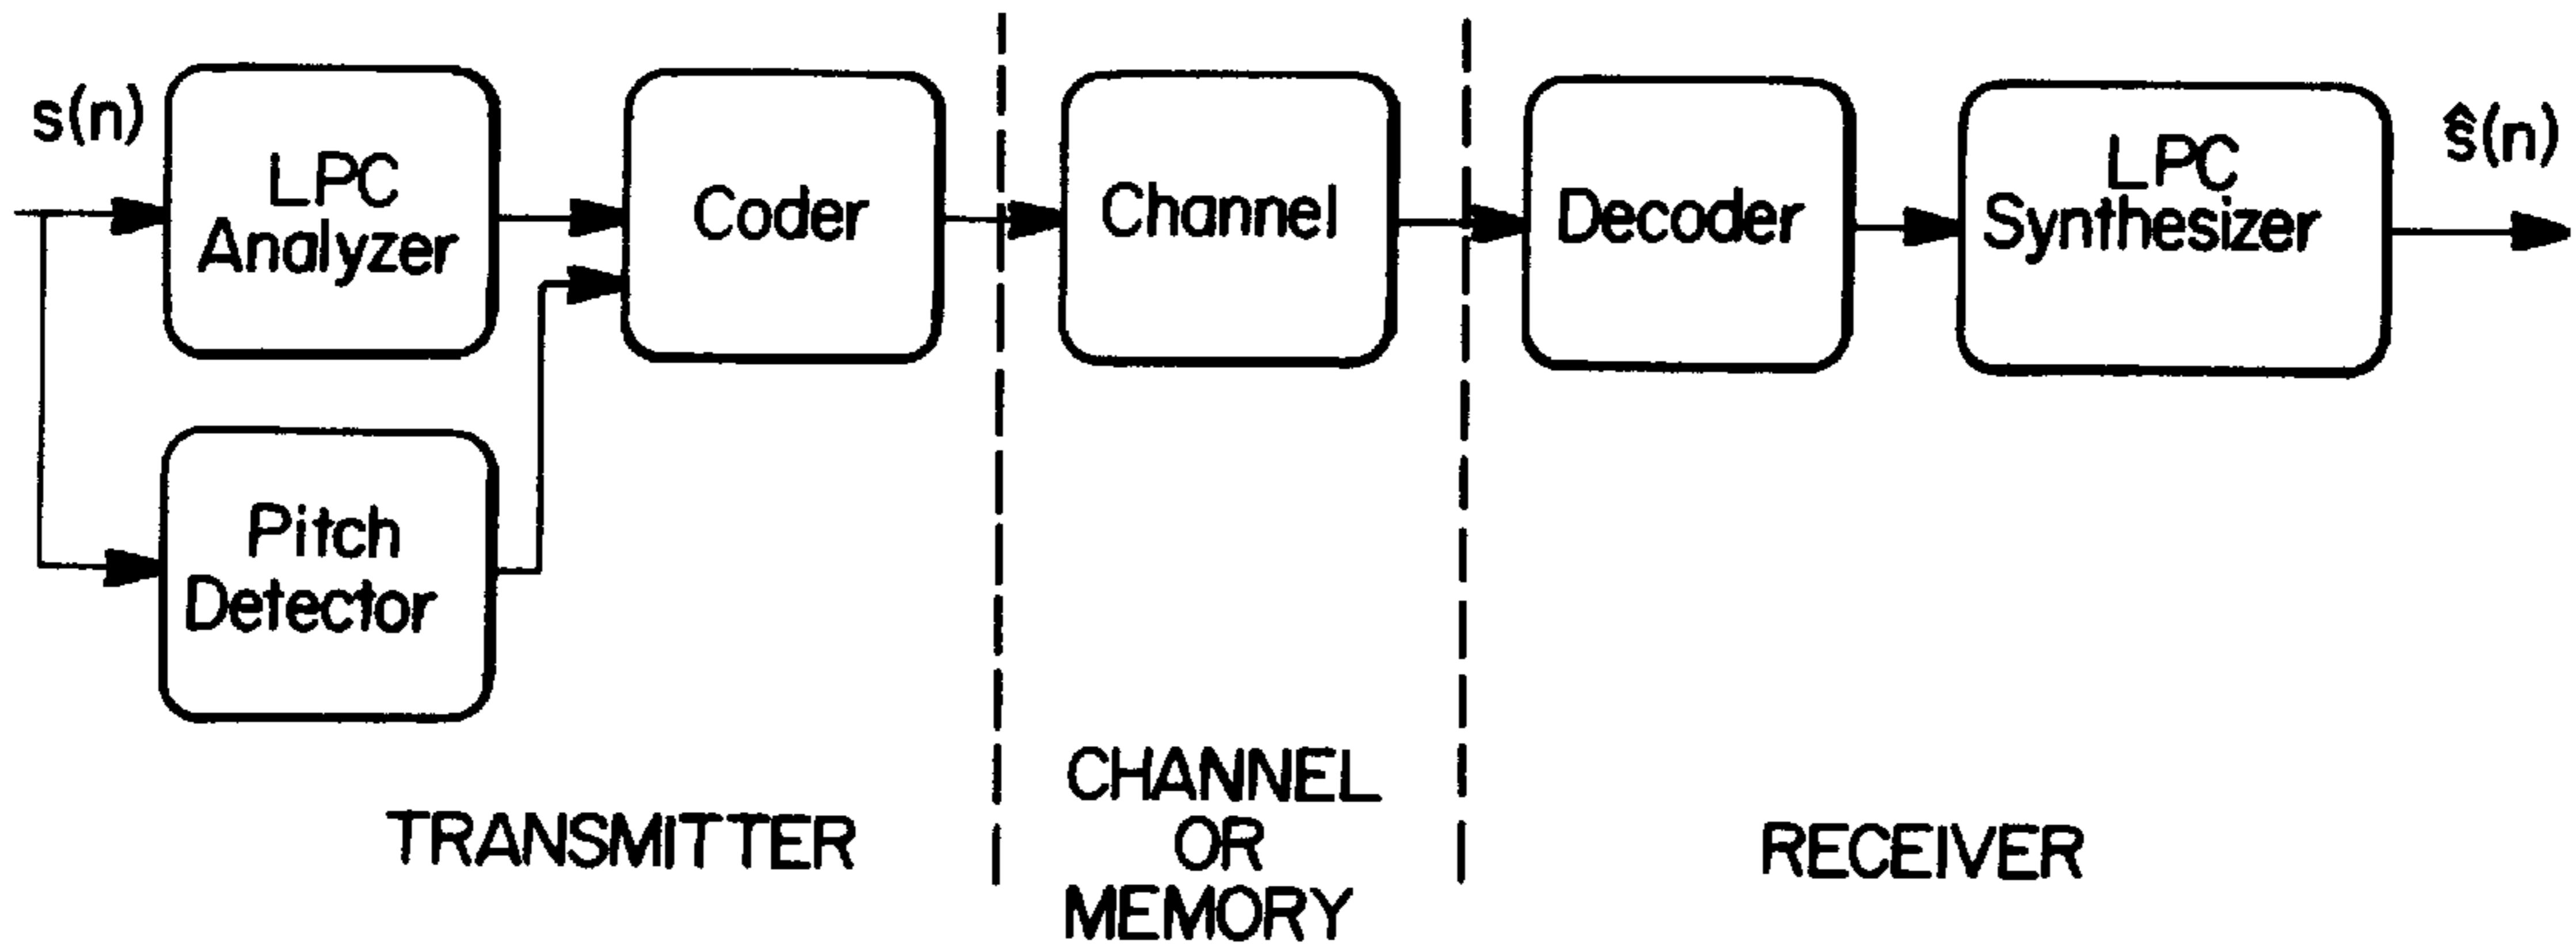 s(n)
LPC
Analyzer
Coder
Channel
Decoder
LPC
Synthesizer
ŝ(n)
Pitch
Detector
TRANSMITTER
CHANNEL
OR
MEMORY
RECEIVER